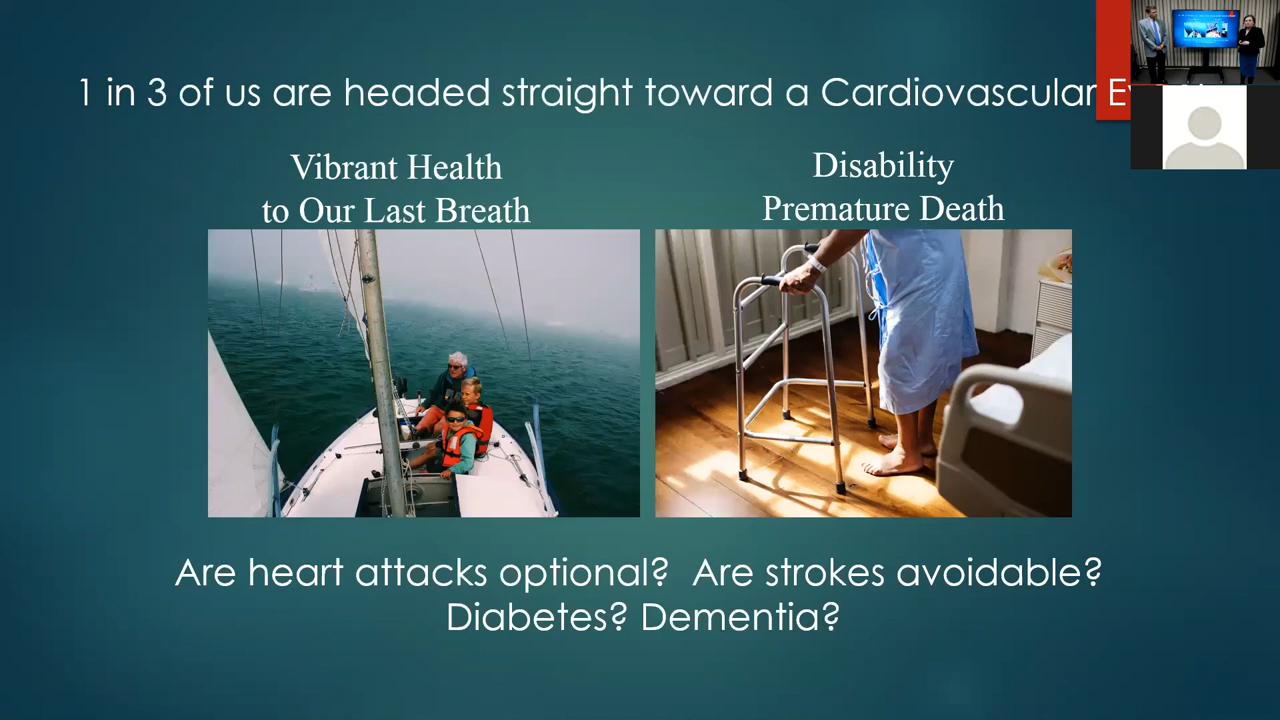 1 in 3 of us are headed straight toward a Cardiovascular
Vibrant Health
to Our Last Breath
Disability
Premature Death
Are heart attacks optional? Are strokes avoidable?
Diabetes? Dementia?